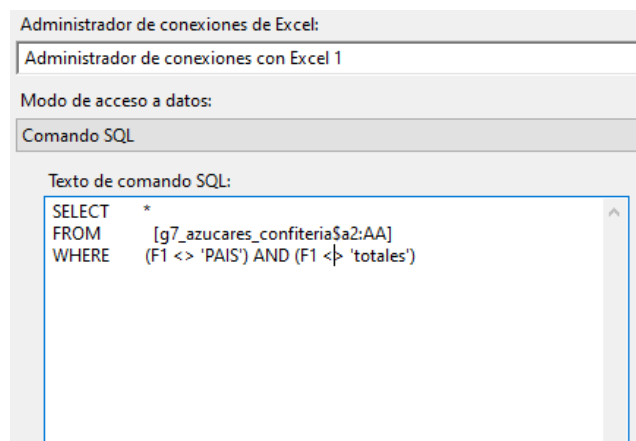 Administrador de conexiones de Excel:
Administrador de conexiones con Excel 1
Modo de acceso a datos:
Comando SQL
Texto de comando SQL:
SELECT *
FROM [g7_azucares_confiteria$a2:AA]
WHERE (F1 <> 'PAIS') AND (F1 <> 'totales')